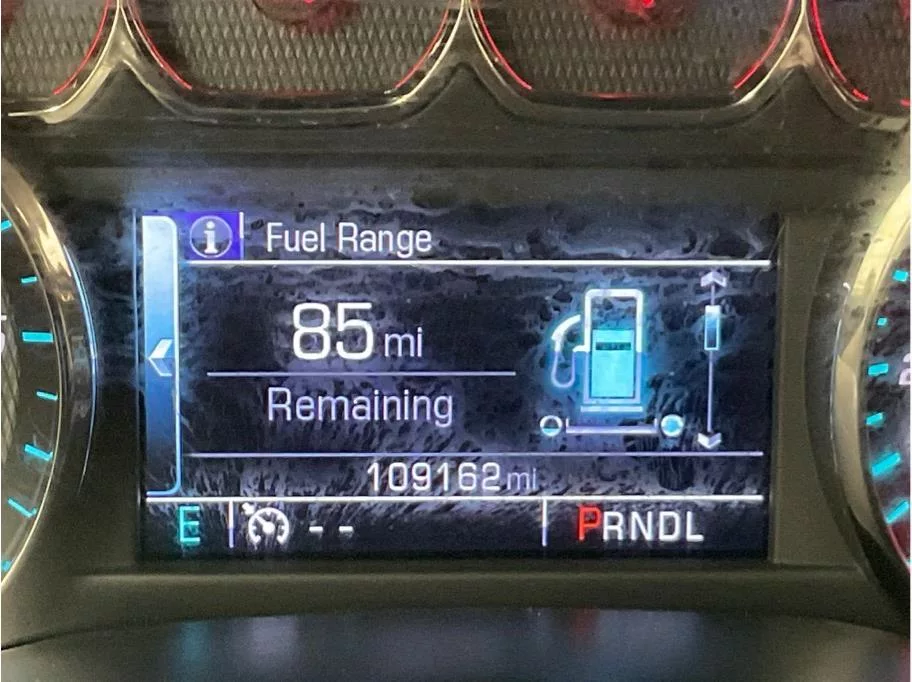 Fuel Range
85 mi
Remaining
109162 mi
E -- PRNDL